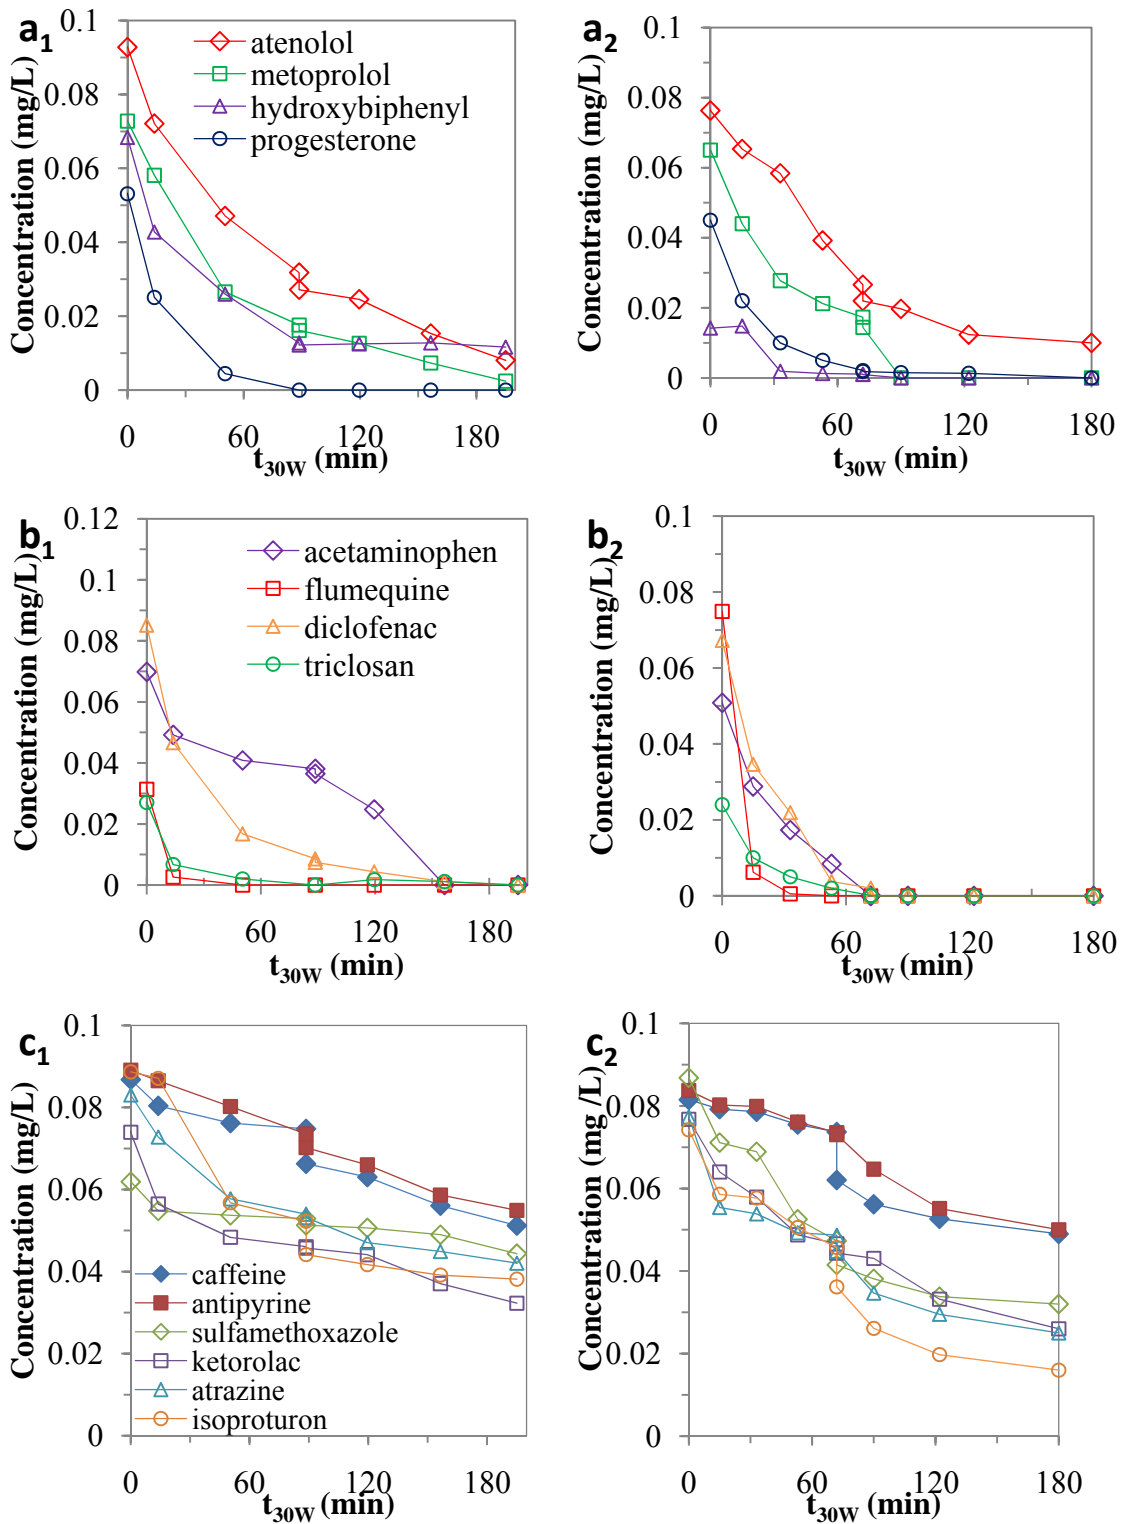 a1
Concentration (mg/L)
0.1
0.08
0.06
0.04
0.02
0
atenolol
metoprolol
hydroxybiphenyl
progesterone
0 60 120 180
t30W (min)
a2
Concentration (mg/L)
0.1
0.08
0.06
0.04
0.02
0
0 60 120 180
t30W (min)
b1
Concentration (mg/L)
0.12
0.1
0.08
0.06
0.04
0.02
0
acetaminophen
flumequine
diclofenac
triclosan
0 60 120 180
t30W (min)
b2
Concentration (mg/L)
0.1
0.08
0.06
0.04
0.02
0
0 60 120 180
t30W (min)
c1
Concentration (mg/L)
0.1
0.08
0.06
0.04
0.02
0
caffeine
antipyrine
sulfamethoxazole
ketorolac
atrazine
isoproturon
0 60 120 180
t30W (min)
c2
Concentration (mg /L)
0.1
0.08
0.06
0.04
0.02
0
0 60 120 180
t30W (min)